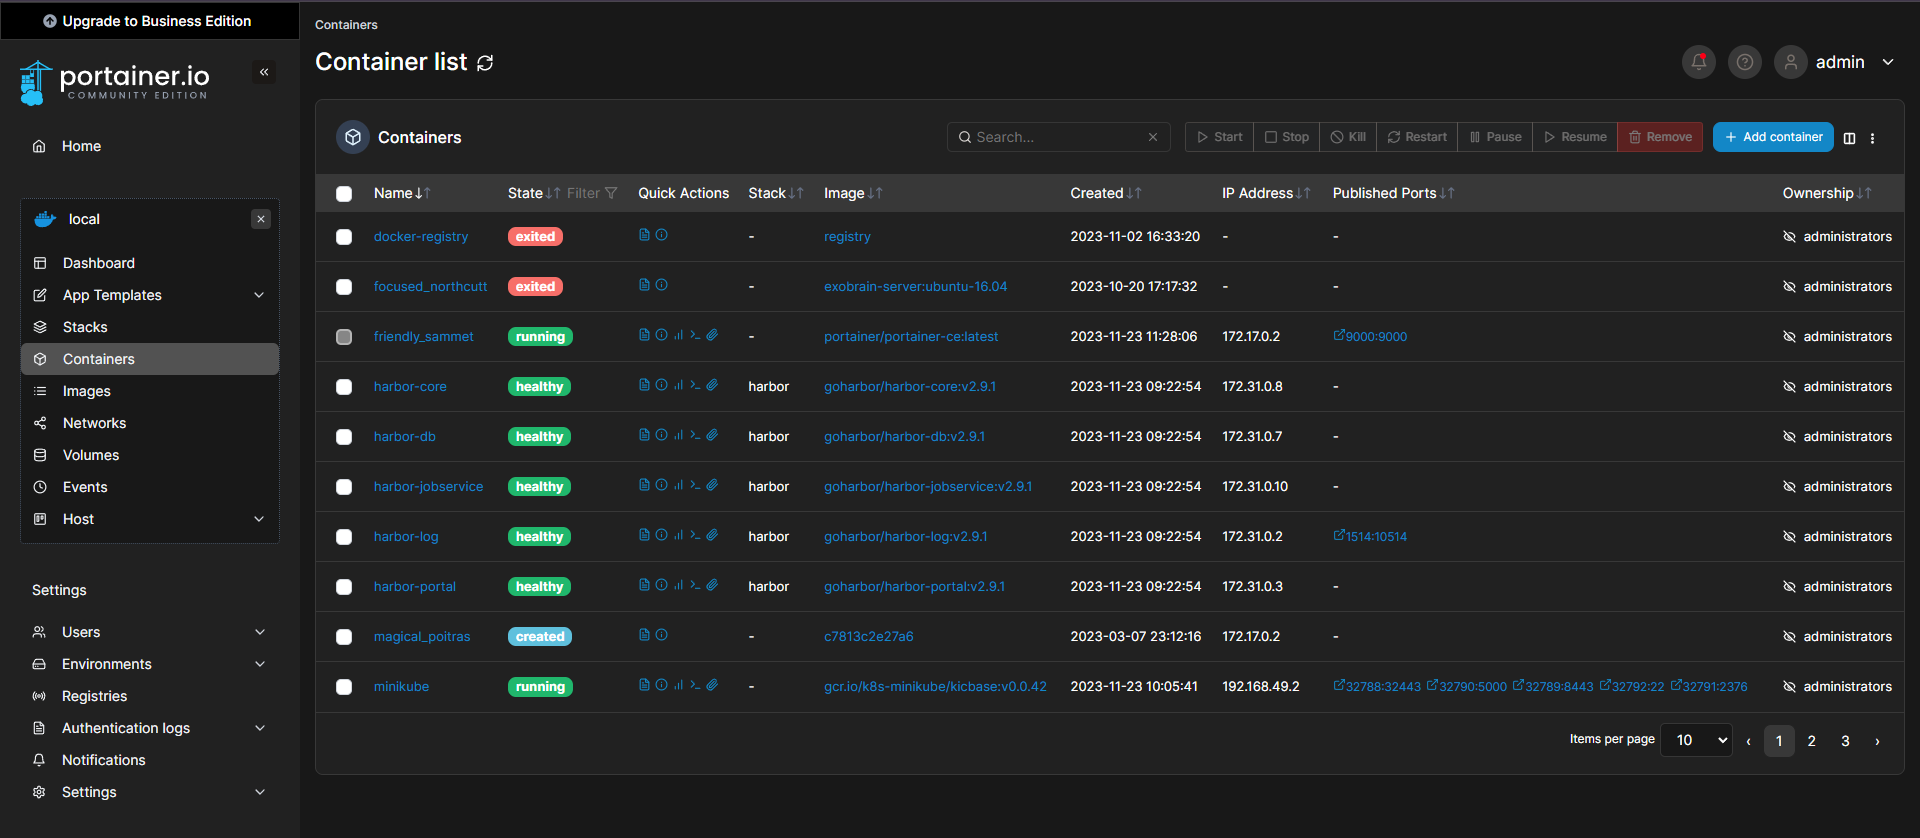 Upgrade to Business Edition
portainer.io
COMMUNITY EDITION
Home
local
Dashboard
App Templates
Stacks
Containers
Images
Networks
Volumes
Events
Host
Settings
Users
Environments
Registries
Authentication logs
Notifications
Settings
Containers
Container list
admin
Containers
Search...
Start Stop Kill Restart Pause Resume Remove Add container
Name State Filter Quick Actions Stack Image Created IP Address Published Ports Ownership
docker-registry exited - registry 2023-11-02 16:33:20 - - administrators
focused_northcutt exited - exobrain-server:ubuntu-16.04 2023-10-20 17:17:32 - - administrators
friendly_sammet running - portainer/portainer-ce:latest 2023-11-23 11:28:06 172.17.0.2 9000:9000 administrators
harbor-core healthy harbor goharbor/harbor-core:v2.9.1 2023-11-23 09:22:54 172.31.0.8 - administrators
harbor-db healthy harbor goharbor/harbor-db:v2.9.1 2023-11-23 09:22:54 172.31.0.7 - administrators
harbor-jobservice healthy harbor goharbor/harbor-jobservice:v2.9.1 2023-11-23 09:22:54 172.31.0.10 - administrators
harbor-log healthy harbor goharbor/harbor-log:v2.9.1 2023-11-23 09:22:54 172.31.0.2 1514:10514 administrators
harbor-portal healthy harbor goharbor/harbor-portal:v2.9.1 2023-11-23 09:22:54 172.31.0.3 - administrators
magical_poitras created - c7813c2e27a6 2023-03-07 23:12:16 172.17.0.2 - administrators
minikube running - gcr.io/k8s-minikube/kicbase:v0.0.42 2023-11-23 10:05:41 192.168.49.2 32788:32443 32790:5000 32789:8443 32792:22 32791:2376 administrators
Items per page 10 ‹ 1 2 3 ›